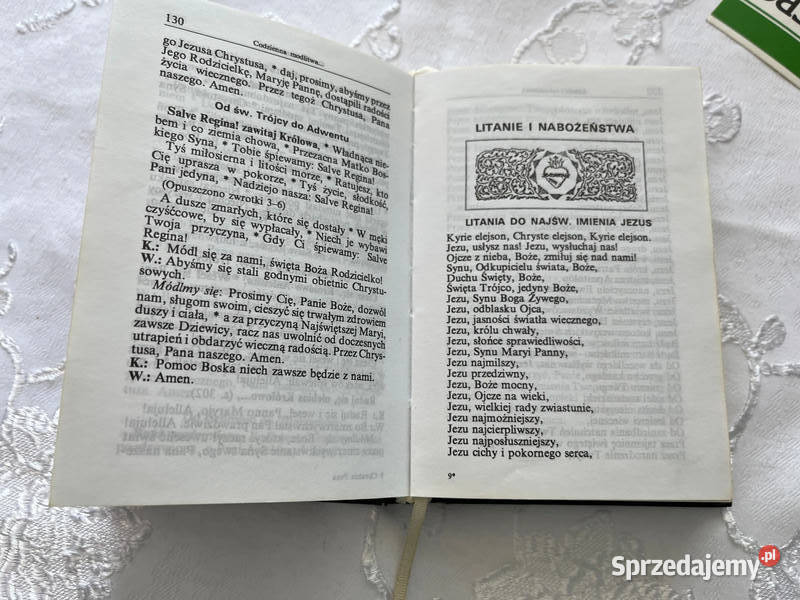 130
Codzienna modlitwa...
go Jezusa Chrystusa, * daj, prosimy, abyśmy przez
Jego Rodzicielkę, Maryję Pannę, dostąpili radości
życia wiecznego. Przez tegoż Chrystusa, Pana
naszego. Amen.
Od św. Trójcy do Adwentu
Salve Regina! zawitaj Królowa, * Władnąca nie-
bem i co ziemia chowa, * Przezacna Matko Bos-
kiego Syna, * Tobie śpiewamy: Salve Regina!
Tyś miłosierna i litości morze, * Ratujesz, kto
Cię uprasza w pokorze, * Tyś życie, słodkość,
Pani jedyna, * Nadziejo nasza: Salve Regina!
(Opuszczono zwrotki 3–6)
A dusze zmarłych, które się dostały * W męki
czyśćcowe, by się wypłacały, * Niech je wybawi
Twoja przyczyna, * Gdy Ci śpiewamy: Salve
Regina!
K.: Módl się za nami, święta Boża Rodzicielko!
W.: Abyśmy się stali godnymi obietnic Chrystu-
sowych.
Módlmy się: Prosimy Cię, Panie Boże, dozwól
nam, sługom swoim, cieszyć się trwałym zdrowiem
duszy i ciała, * a za przyczyną Najświętszej Maryi,
zawsze Dziewicy, racz nas uwolnić od doczesnych
utrapień i obdarzyć wieczną radością. Przez Chrys-
tusa, Pana naszego. Amen.
K.: Pomoc Boska niech zawsze będzie z nami.
W.: Amen.
LITANIE I NABOŻEŃSTWA
LITANIA DO NAJŚW. IMIENIA JEZUS
Kyrie elejson, Chryste elejson, Kyrie elejson.
Jezu, usłysz nas! Jezu, wysłuchaj nas!
Ojcze z nieba, Boże, zmiłuj się nad nami!
Synu, Odkupicielu świata, Boże,
Duchu Święty, Boże,
Święta Trójco, jedyny Boże,
Jezu, Synu Boga Żywego,
Jezu, odblasku Ojca,
Jezu, jasności światła wiecznego,
Jezu, królu chwały,
Jezu, słońce sprawiedliwości,
Jezu, Synu Maryi Panny,
Jezu najmilszy,
Jezu przedziwny,
Jezu, Boże mocny,
Jezu, Ojcze na wieki,
Jezu, wielkiej rady zwiastunie,
Jezu najmożniejszy,
Jezu najcierpliwszy,
Jezu najposłuszniejszy,
Jezu cichy i pokornego serca,
9*
Sprzedajemy.pl